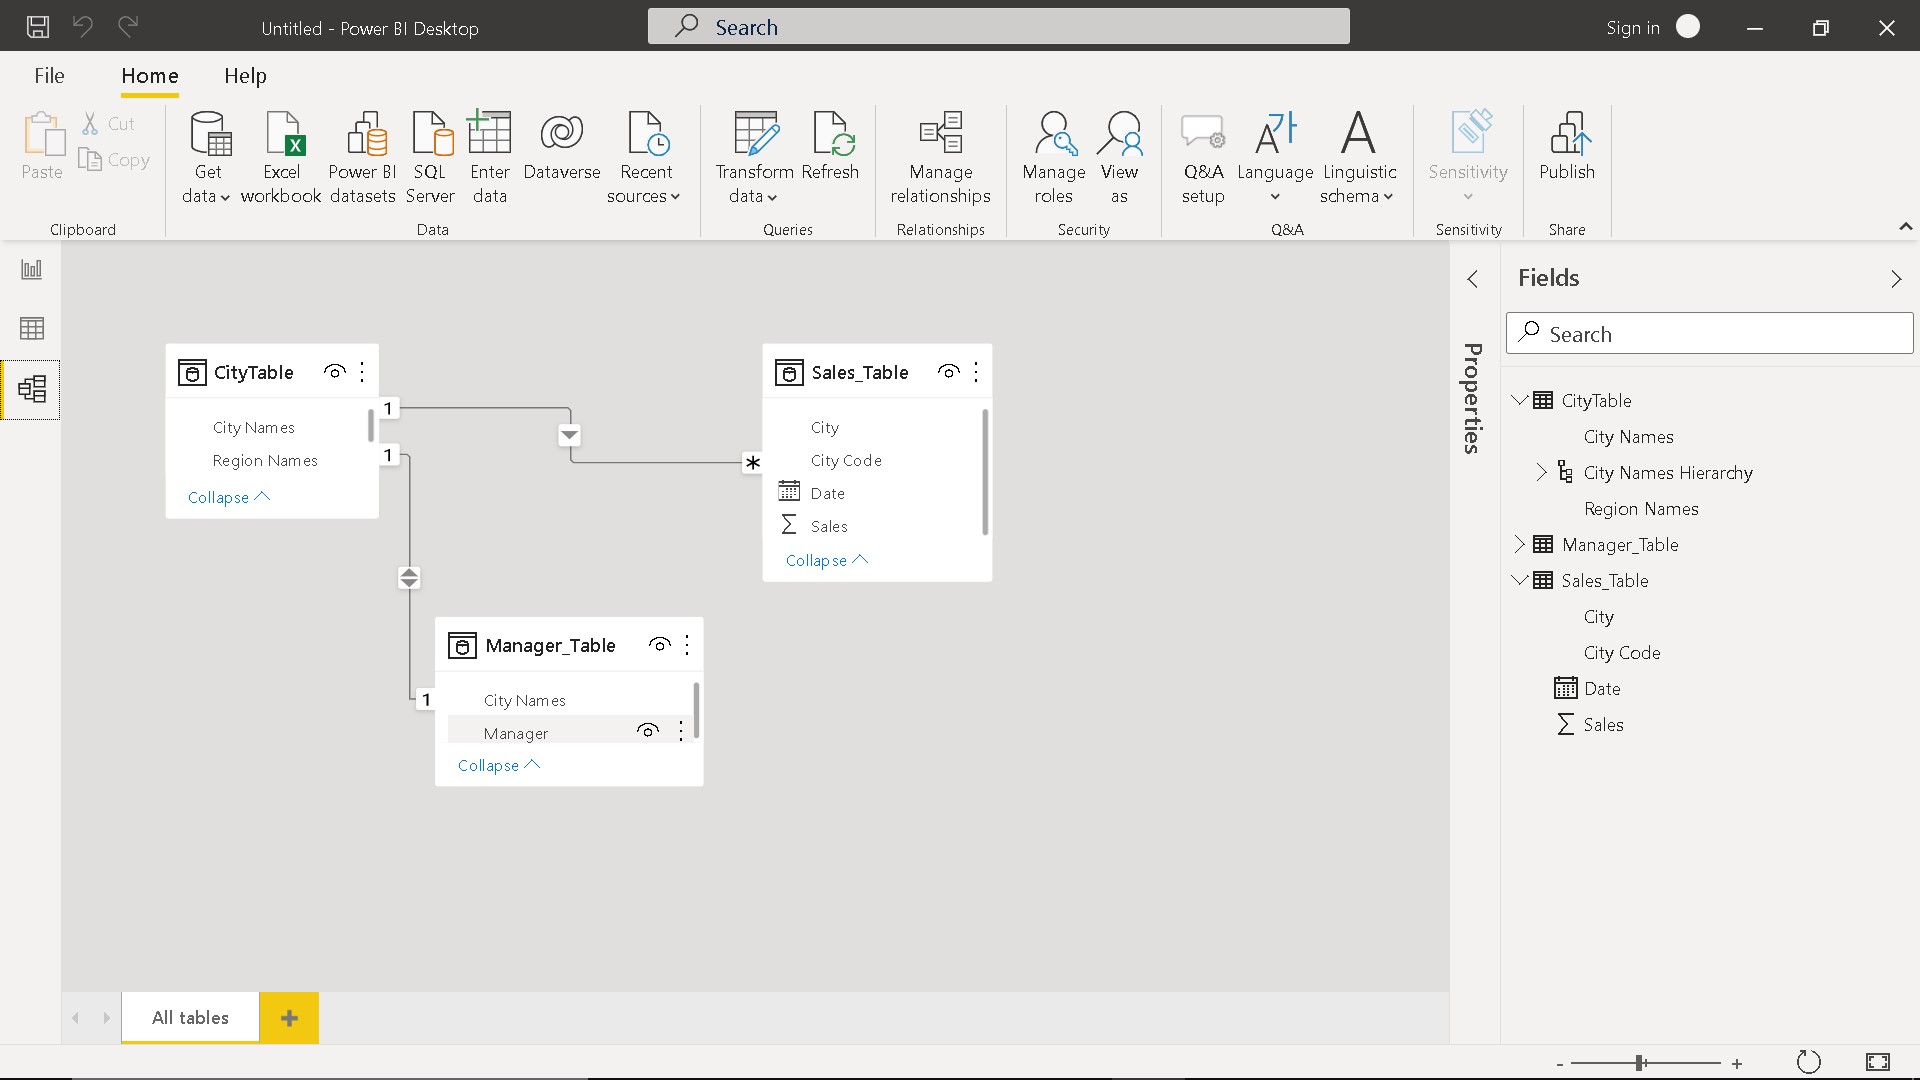 Untitled - Power BI Desktop
Search
Sign in
File
Home
Help
Paste
Cut
Copy
Clipboard
Get data
Excel workbook
Power BI datasets
SQL Server
Enter data
Dataverse
Recent sources
Data
Transform data
Refresh
Queries
Manage relationships
Relationships
Manage roles
View as
Security
Q&A setup
Language
Linguistic schema
Q&A
Sensitivity
Sensitivity
Publish
Share
CityTable
City Names
Region Names
Collapse
1
1
*
Sales_Table
City
City Code
Date
Σ Sales
Collapse
Manager_Table
1
City Names
Manager
Collapse
Properties
Fields
Search
CityTable
City Names
City Names Hierarchy
Region Names
Manager_Table
Sales_Table
City
City Code
Date
Σ Sales
All tables
+
- +